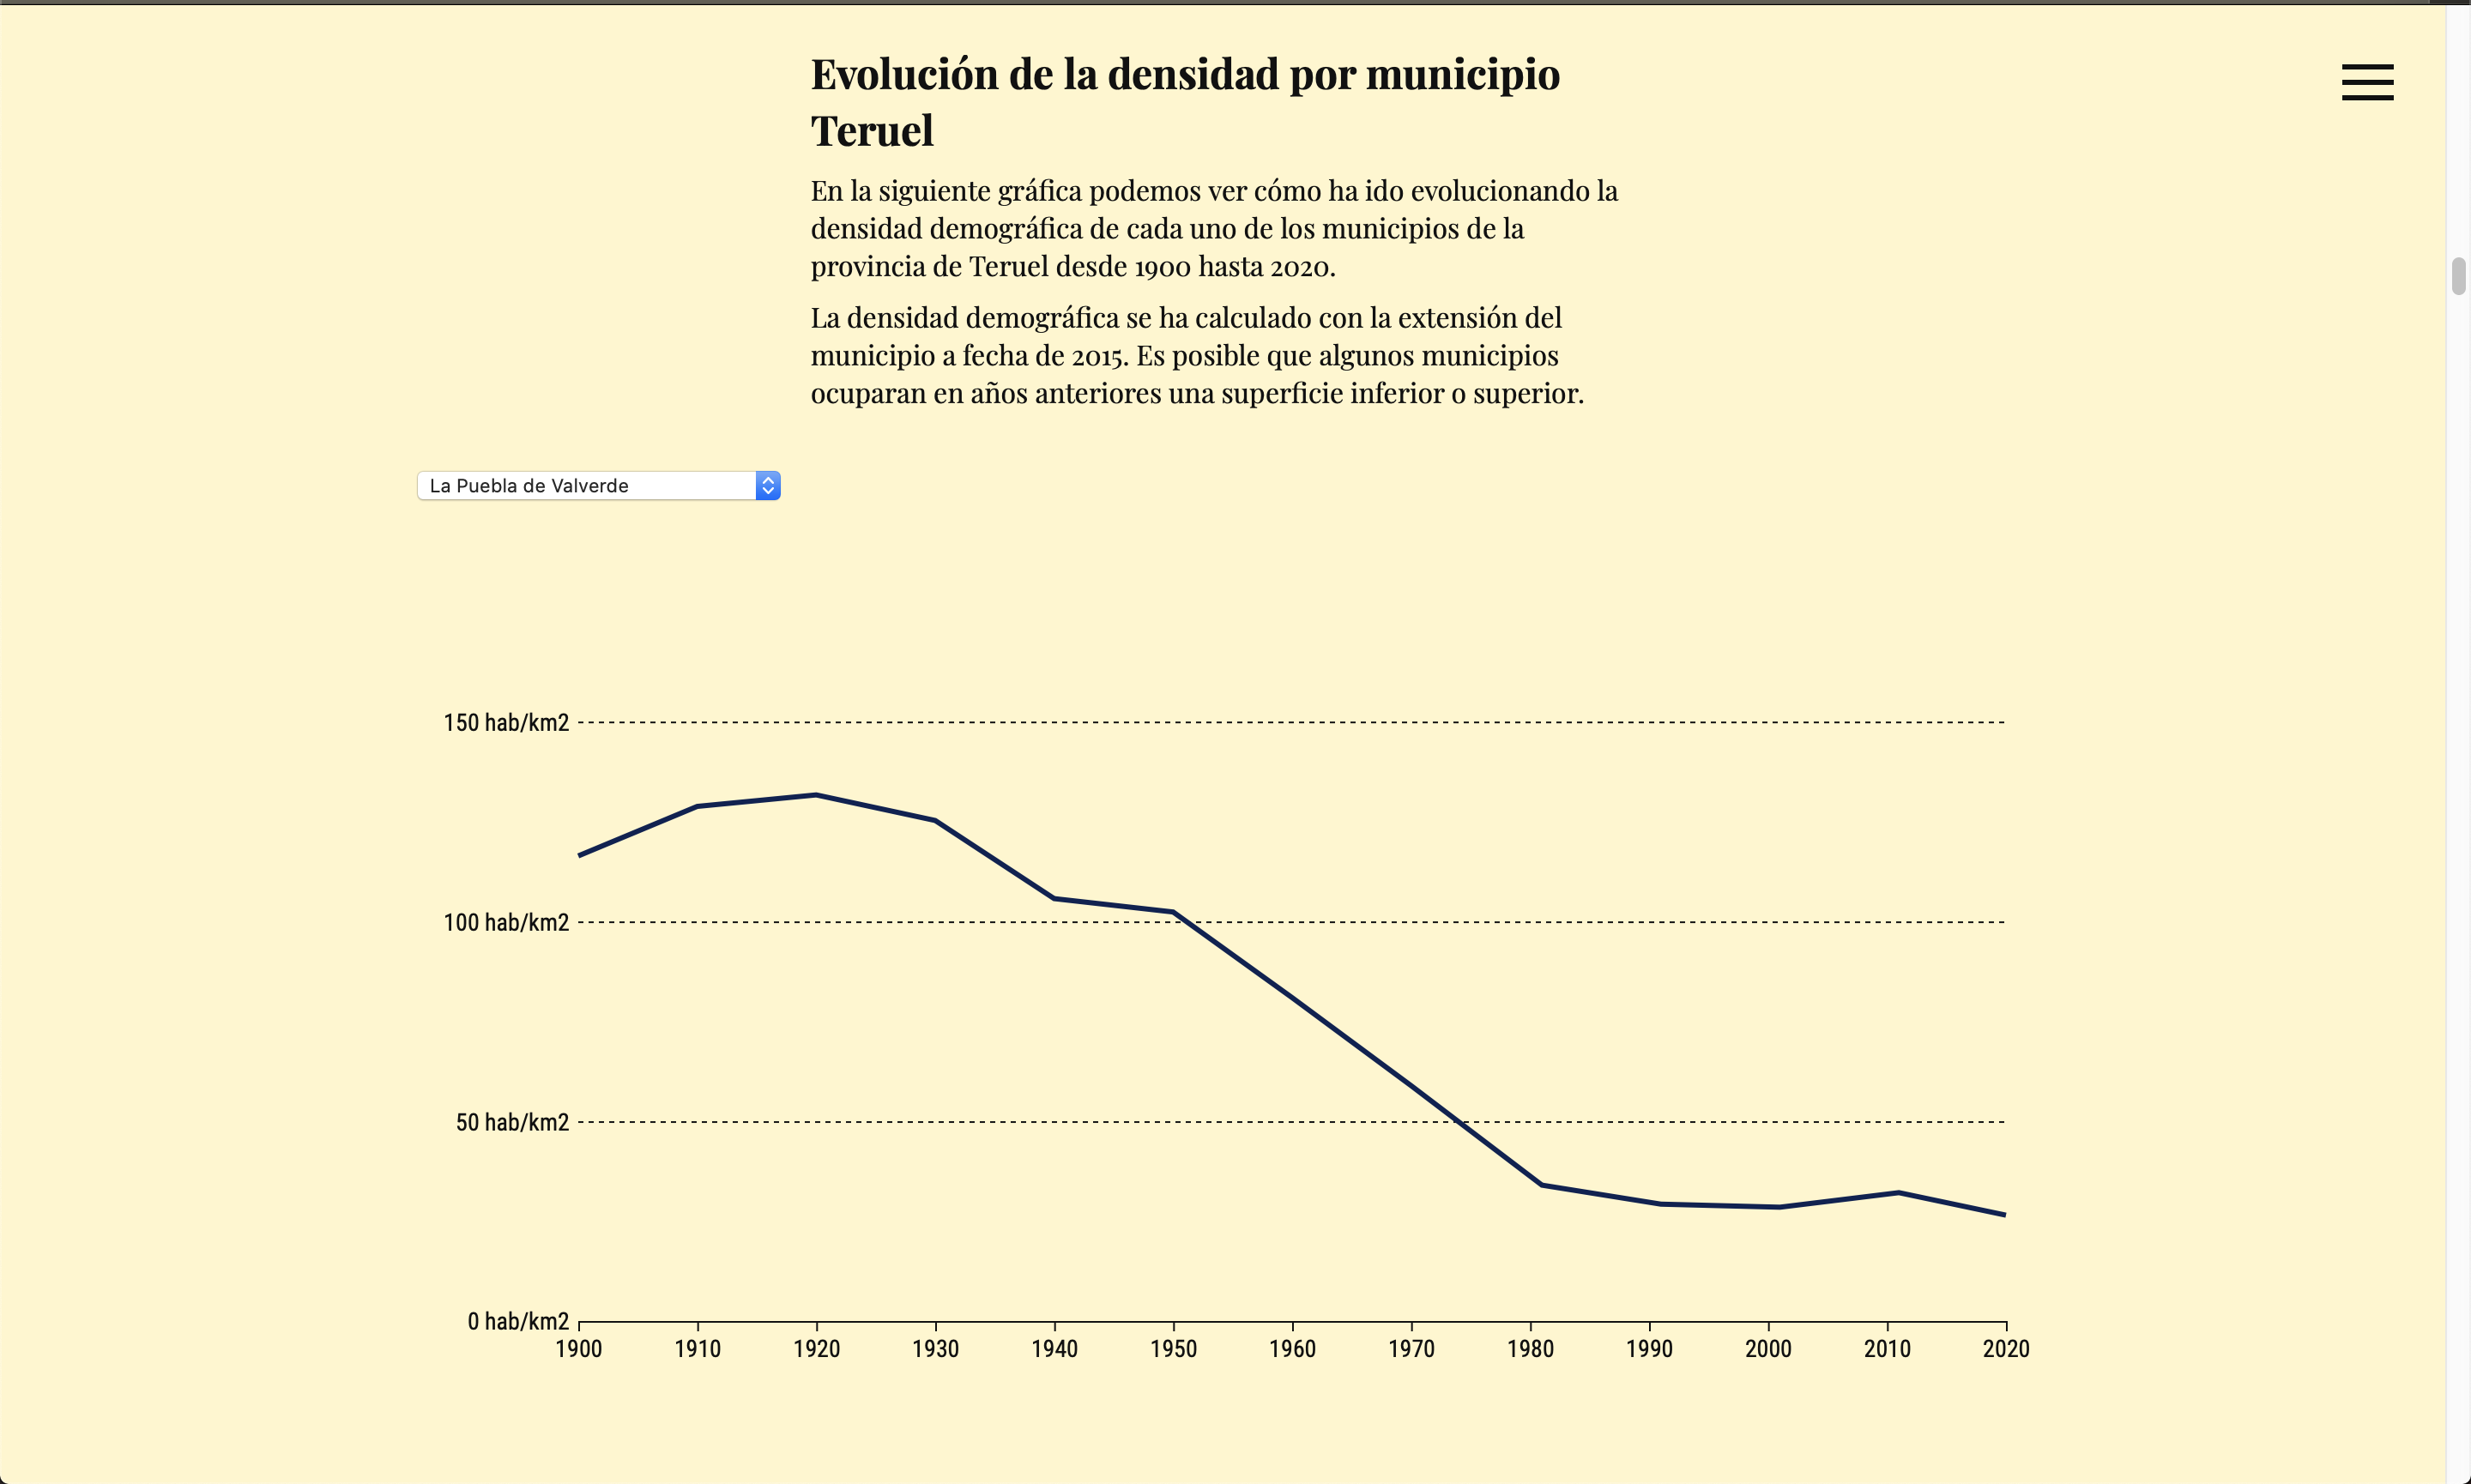 Evolución de la densidad por municipio
Teruel
En la siguiente gráfica podemos ver cómo ha ido evolucionando la
densidad demográfica de cada uno de los municipios de la
provincia de Teruel desde 1900 hasta 2020.
La densidad demográfica se ha calculado con la extensión del
municipio a fecha de 2015. Es posible que algunos municipios
ocuparan en años anteriores una superficie inferior o superior.
La Puebla de Valverde
150 hab/km2
100 hab/km2
50 hab/km2
0 hab/km2
1900 1910 1920 1930 1940 1950 1960 1970 1980 1990 2000 2010 2020